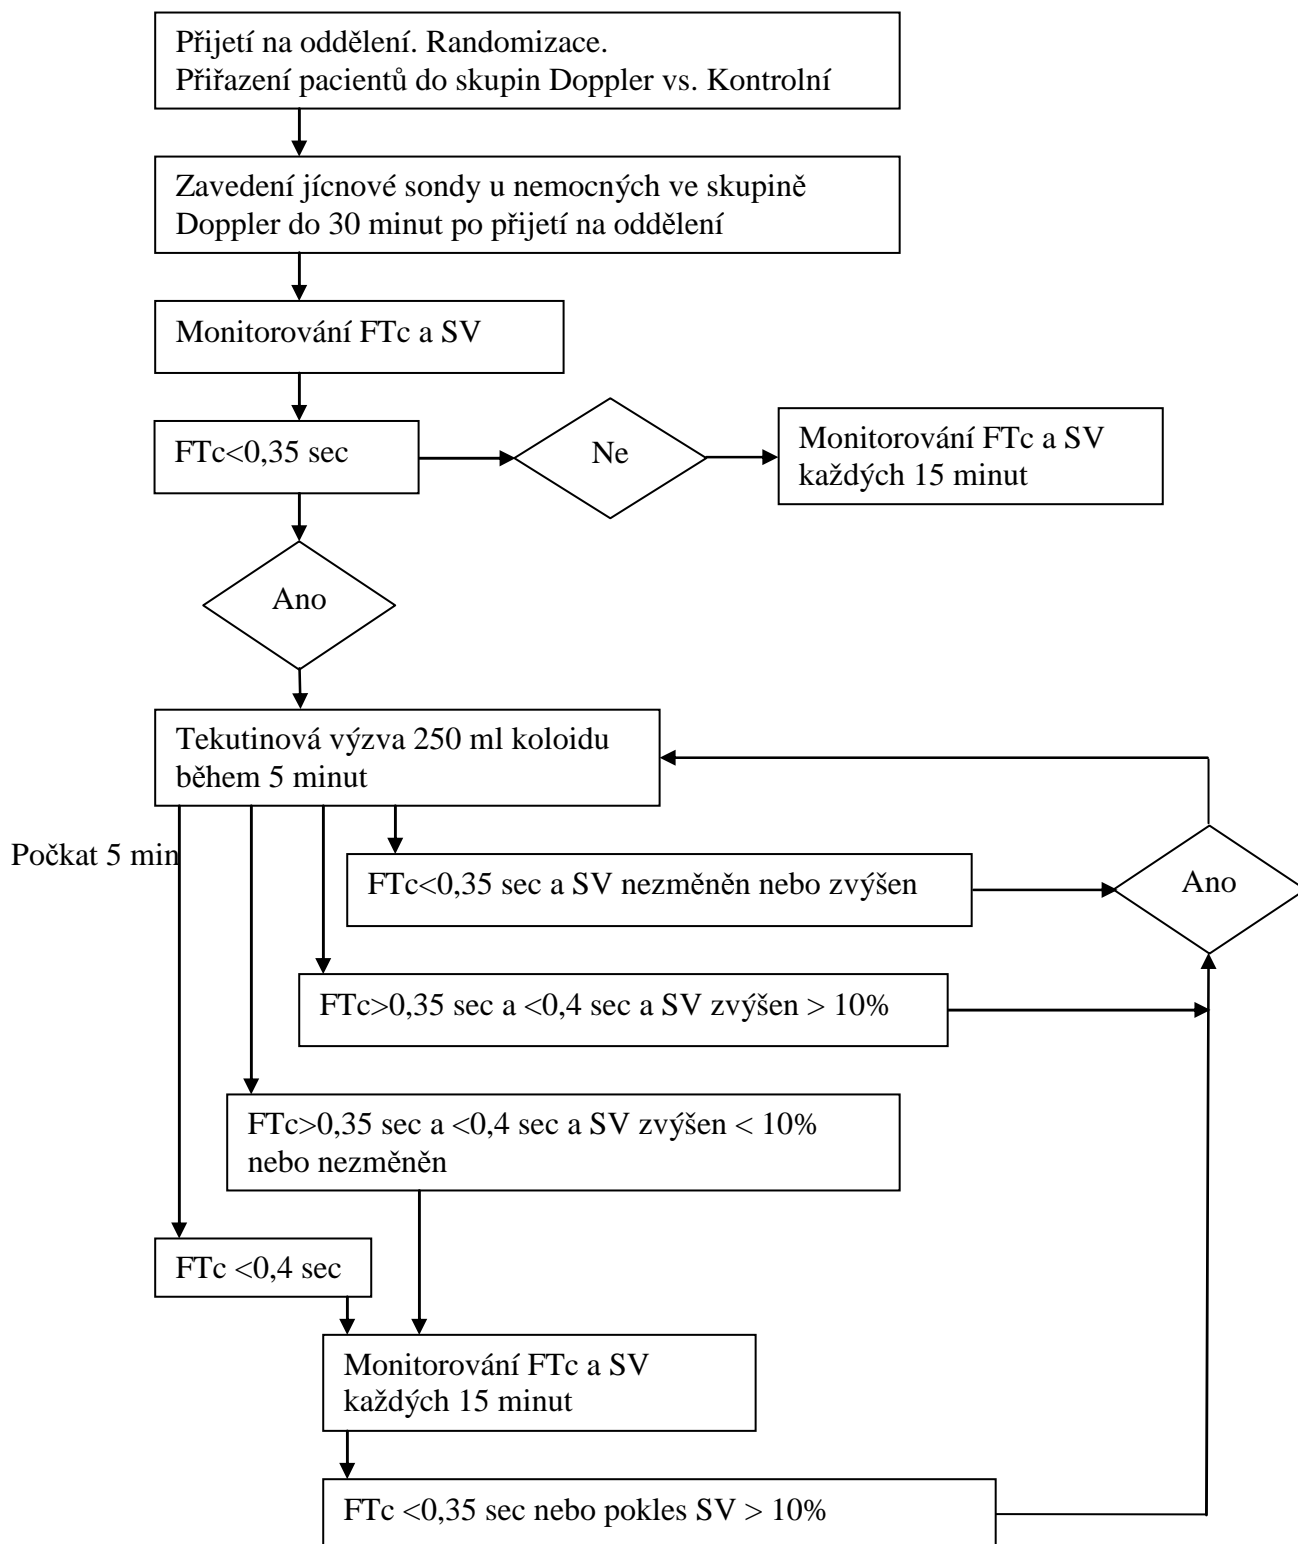 Přijetí na oddělení. Randomizace.
Přiřazení pacientů do skupin Doppler vs. Kontrolní
Zavedení jícnové sondy u nemocných ve skupině
Doppler do 30 minut po přijetí na oddělení
Monitorování FTc a SV
FTc<0,35 sec
Ne
Monitorování FTc a SV
každých 15 minut
Ano
Tekutinová výzva 250 ml koloidu
během 5 minut
Počkat 5 min
FTc<0,35 sec a SV nezměněn nebo zvýšen
Ano
FTc>0,35 sec a <0,4 sec a SV zvýšen > 10%
FTc>0,35 sec a <0,4 sec a SV zvýšen < 10%
nebo nezměněn
FTc <0,4 sec
Monitorování FTc a SV
každých 15 minut
FTc <0,35 sec nebo pokles SV > 10%